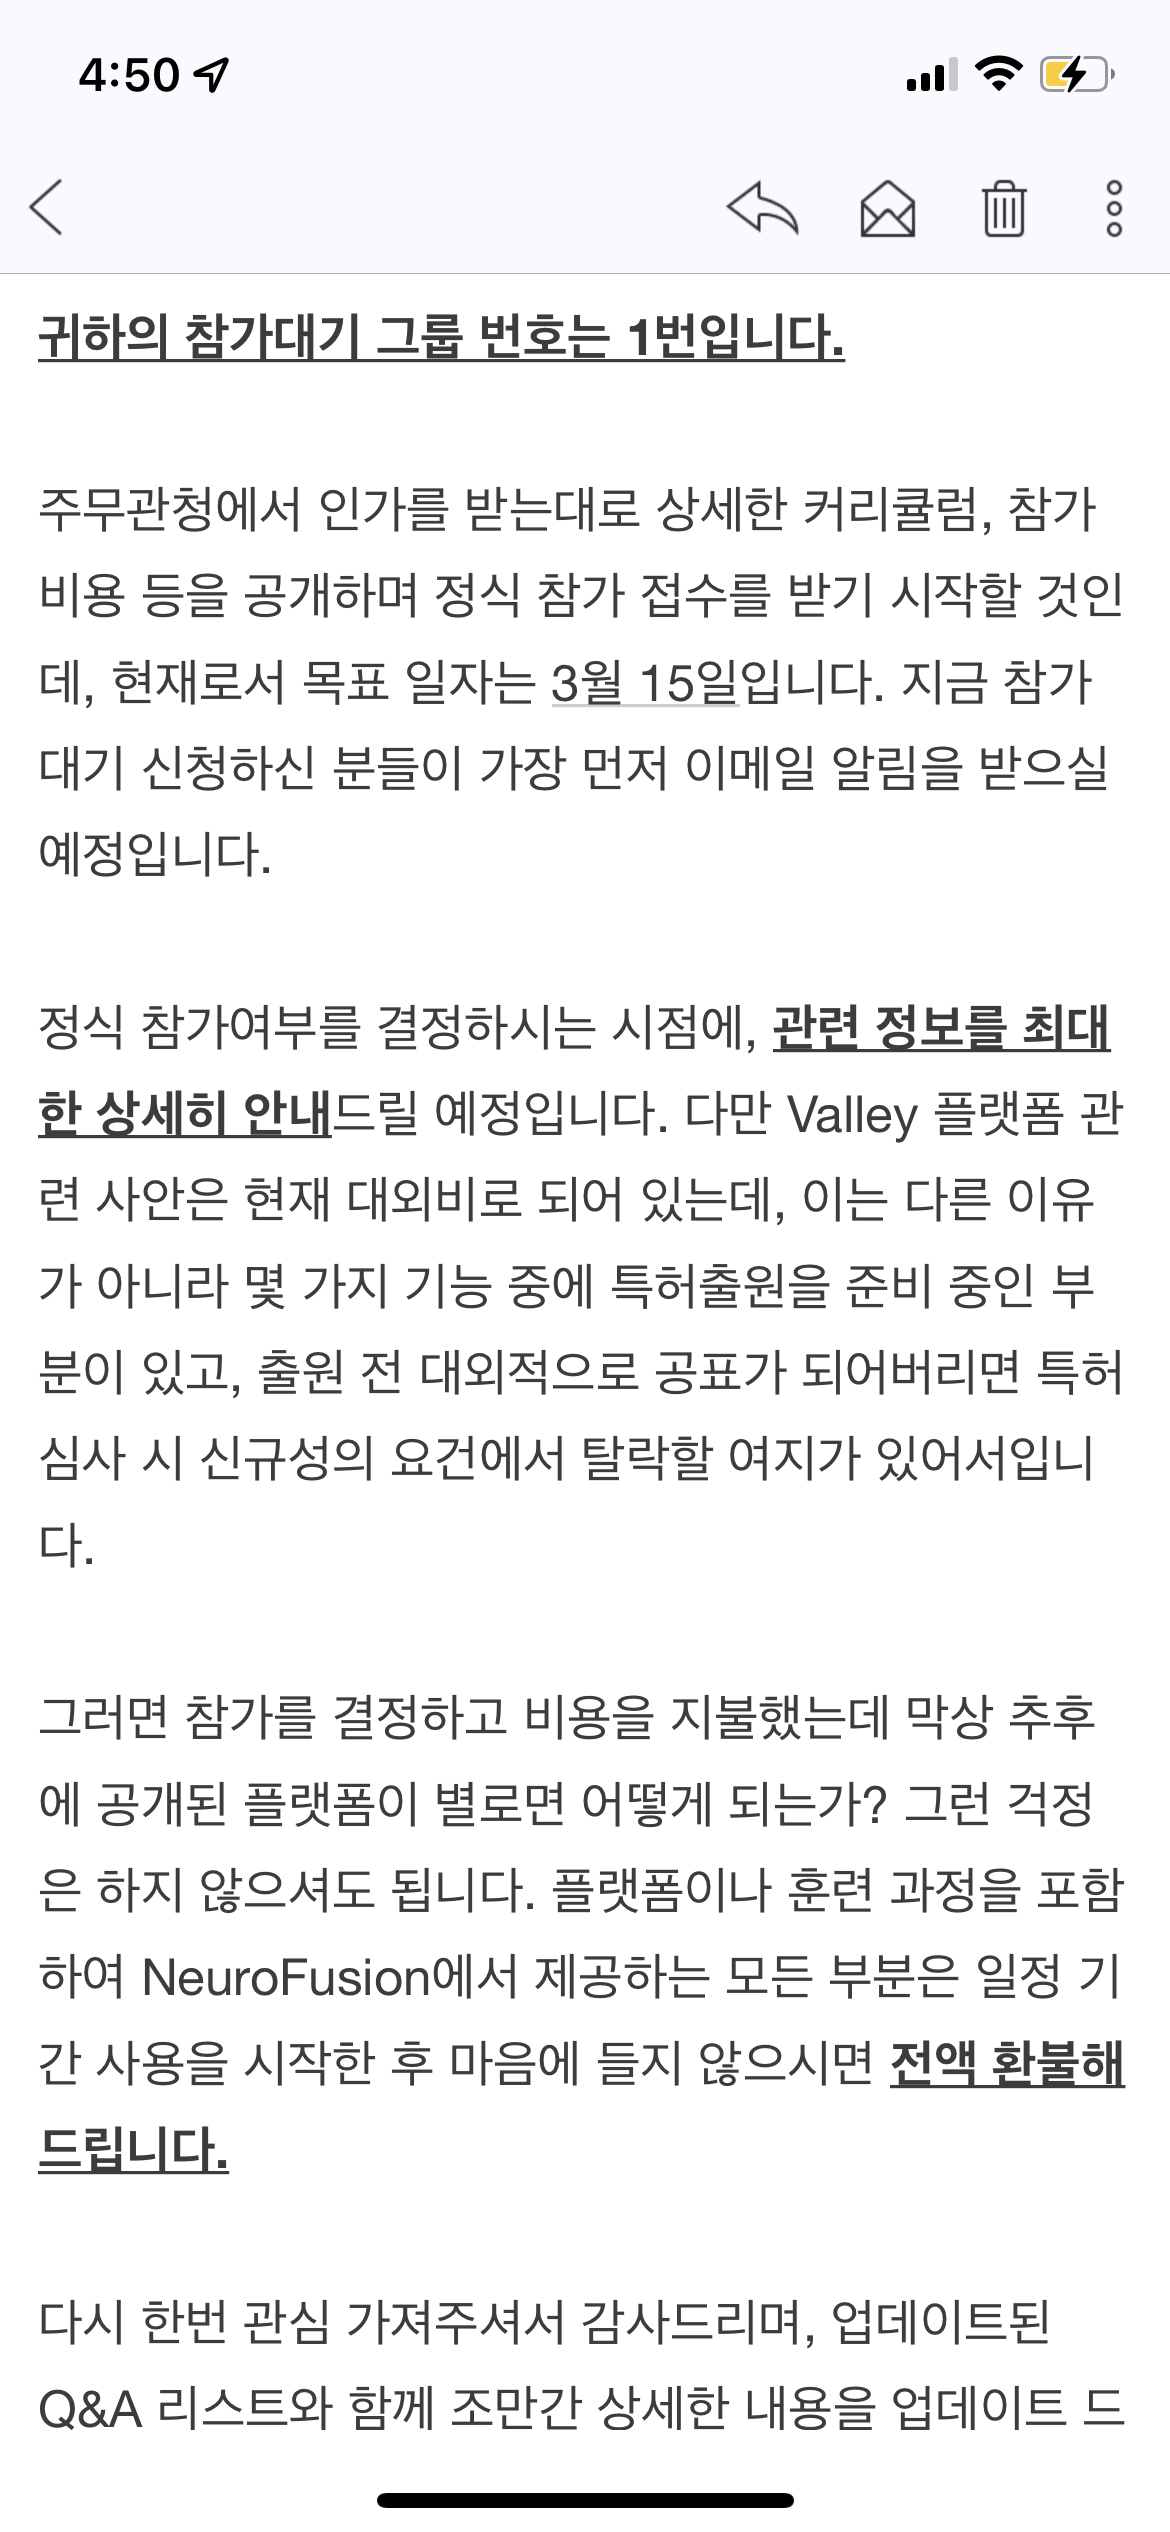 4:50
귀하의 참가대기 그룹 번호는 1번입니다.
주무관청에서 인가를 받는대로 상세한 커리큘럼, 참가
비용 등을 공개하며 정식 참가 접수를 받기 시작할 것인
데, 현재로서 목표 일자는 3월 15일입니다. 지금 참가
대기 신청하신 분들이 가장 먼저 이메일 알림을 받으실
예정입니다.
정식 참가여부를 결정하시는 시점에, 관련 정보를 최대
한 상세히 안내드릴 예정입니다. 다만 Valley 플랫폼 관
련 사안은 현재 대외비로 되어 있는데, 이는 다른 이유
가 아니라 몇 가지 기능 중에 특허출원을 준비 중인 부
분이 있고, 출원 전 대외적으로 공표가 되어버리면 특허
심사 시 신규성의 요건에서 탈락할 여지가 있어서입니
다.
그러면 참가를 결정하고 비용을 지불했는데 막상 추후
에 공개된 플랫폼이 별로면 어떻게 되는가? 그런 걱정
은 하지 않으셔도 됩니다. 플랫폼이나 훈련 과정을 포함
하여 NeuroFusion에서 제공하는 모든 부분은 일정 기
간 사용을 시작한 후 마음에 들지 않으시면 전액 환불해
드립니다.
다시 한번 관심 가져주셔서 감사드리며, 업데이트된
Q&A 리스트와 함께 조만간 상세한 내용을 업데이트 드